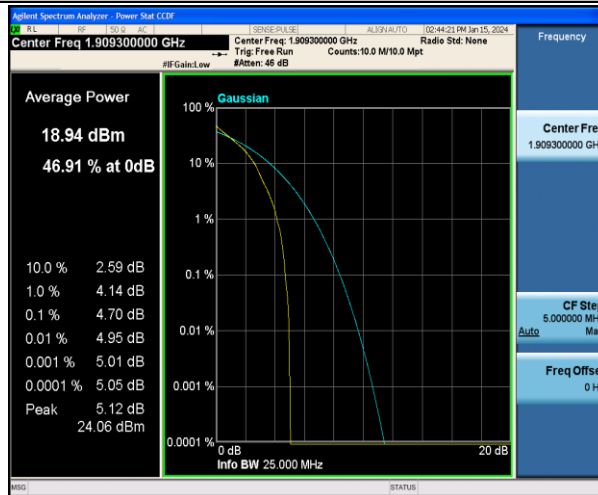 Agilent Spectrum Analyzer - Power Stat CCDF
RL RF 50 Ω AC SENSE:PULSE ALIGNAUTO 02:44:21 PM Jan 15, 2024
Center Freq 1.909300000 GHz
Center Freq: 1.909300000 GHz Radio Std: None
Trig: Free Run Counts:10.0 M/10.0 Mpt
#IFGain:Low #Atten: 46 dB
Frequency
Average Power
18.94 dBm
46.91 % at 0dB
10.0 % 2.59 dB
1.0 % 4.14 dB
0.1 % 4.70 dB
0.01 % 4.95 dB
0.001 % 5.01 dB
0.0001 % 5.05 dB
Peak 5.12 dB
24.06 dBm
Gaussian
100 %
10 %
1 %
0.1 %
0.01 %
0.001 %
0.0001 %
0 dB 20 dB
Info BW 25.000 MHz
Center Fre
1.909300000 GH
CF Ste
5.000000 MH
Auto Ma
Freq Offse
0 H
MSG STATUS